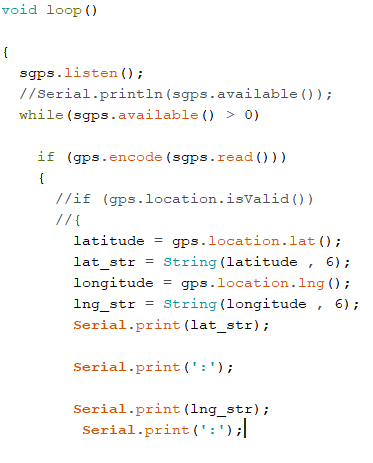 void loop()
{
sgps.listen();
//Serial.println(sgps.available());
while(sgps.available() > 0)
if (gps.encode(sgps.read()))
{
//if (gps.location.isValid())
//{
latitude = gps.location.lat();
lat_str = String(latitude , 6);
longitude = gps.location.lng();
lng_str = String(longitude , 6);
Serial.print(lat_str);
Serial.print(':');
Serial.print(lng_str);
Serial.print(':');